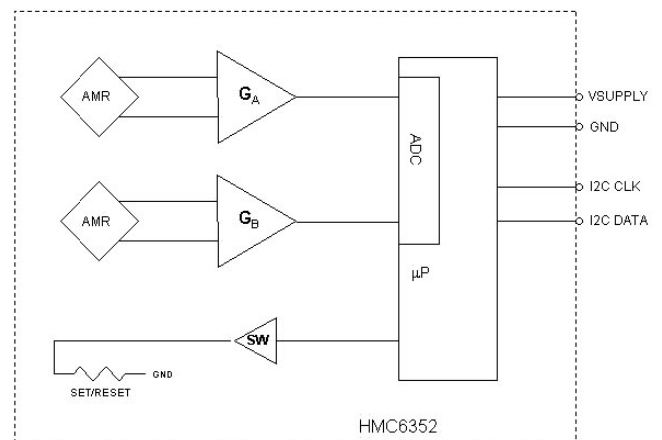 AMR
GA
VSUPPLY
GND
ADC
I2C CLK
AMR
GB
I2C DATA
μP
SW
GND
SET/RESET
HMC6352